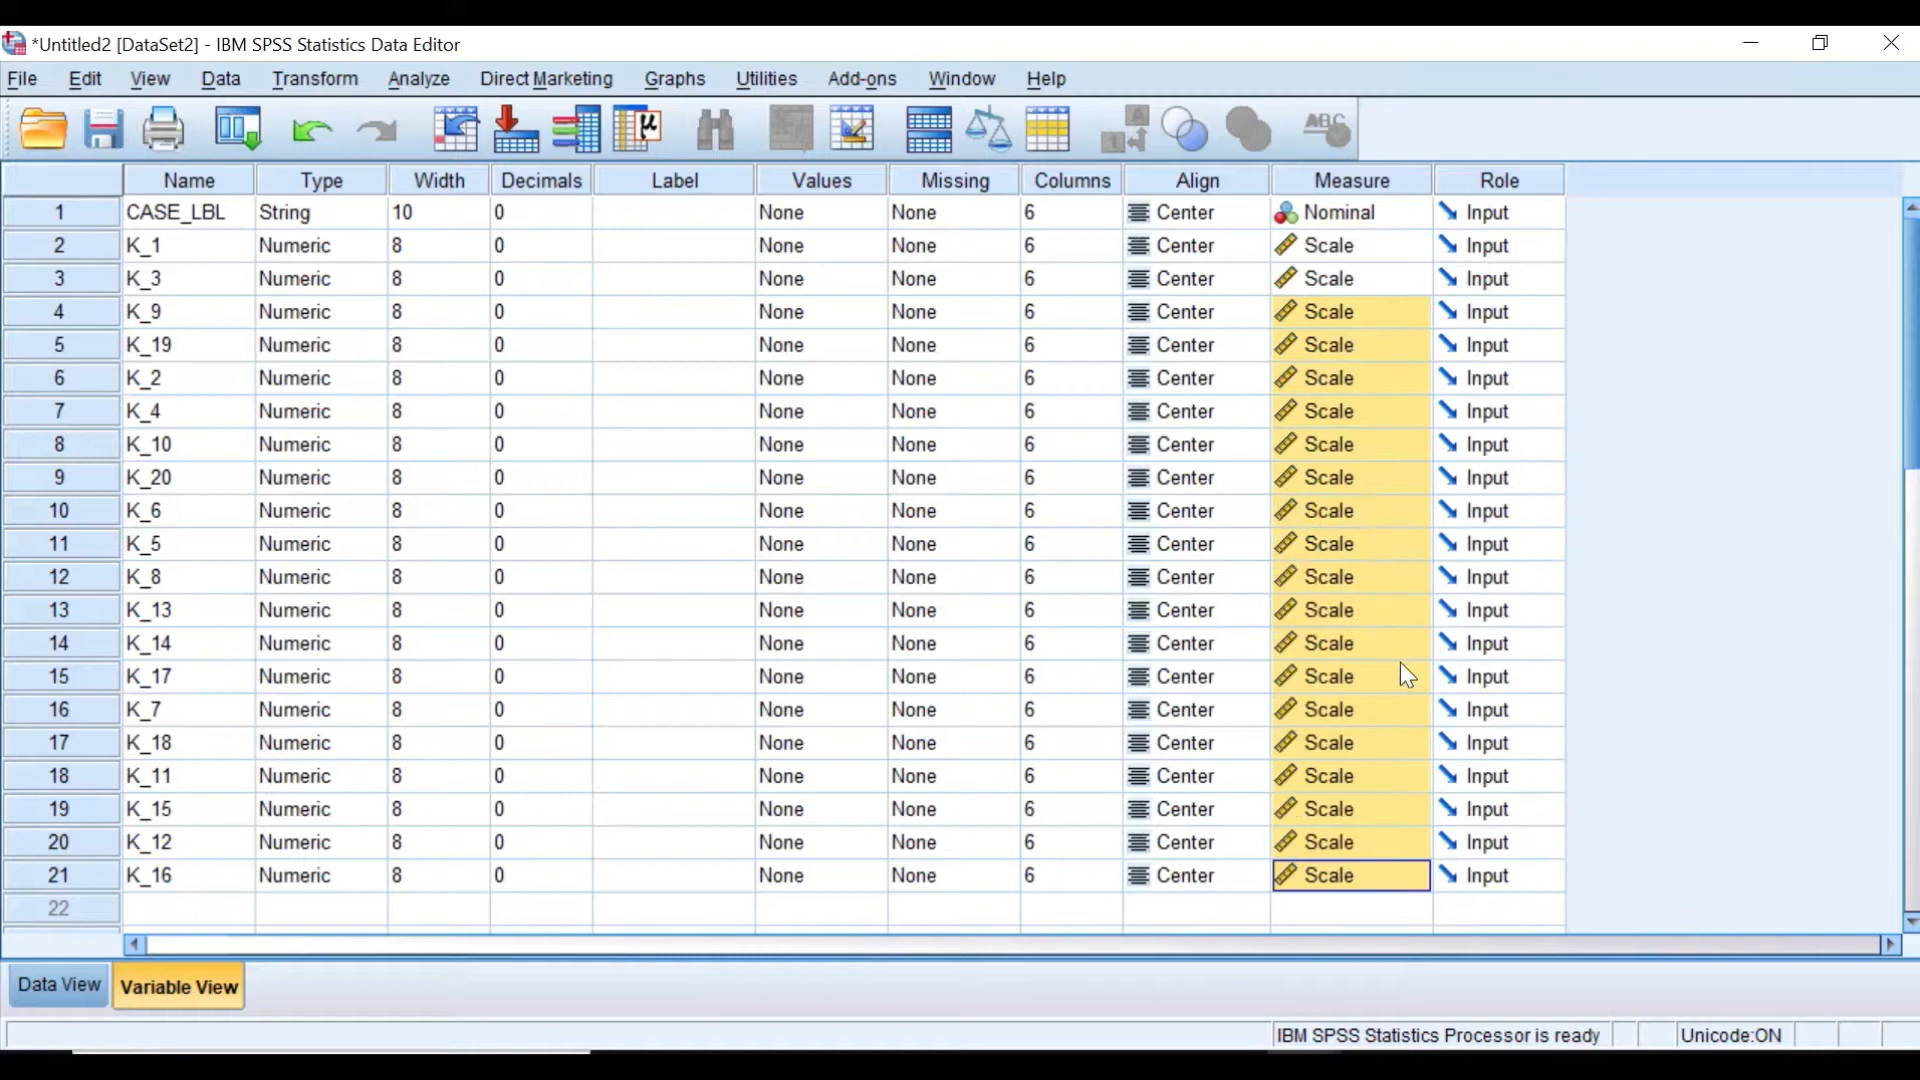 *Untitled2 [DataSet2] - IBM SPSS Statistics Data Editor
File Edit View Data Transform Analyze Direct Marketing Graphs Utilities Add-ons Window Help
Name Type Width Decimals Label Values Missing Columns Align Measure Role
1 CASE_LBL String 10 0 None None 6 Center Nominal Input
2 K_1 Numeric 8 0 None None 6 Center Scale Input
3 K_3 Numeric 8 0 None None 6 Center Scale Input
4 K_9 Numeric 8 0 None None 6 Center Scale Input
5 K_19 Numeric 8 0 None None 6 Center Scale Input
6 K_2 Numeric 8 0 None None 6 Center Scale Input
7 K_4 Numeric 8 0 None None 6 Center Scale Input
8 K_10 Numeric 8 0 None None 6 Center Scale Input
9 K_20 Numeric 8 0 None None 6 Center Scale Input
10 K_6 Numeric 8 0 None None 6 Center Scale Input
11 K_5 Numeric 8 0 None None 6 Center Scale Input
12 K_8 Numeric 8 0 None None 6 Center Scale Input
13 K_13 Numeric 8 0 None None 6 Center Scale Input
14 K_14 Numeric 8 0 None None 6 Center Scale Input
15 K_17 Numeric 8 0 None None 6 Center Scale Input
16 K_7 Numeric 8 0 None None 6 Center Scale Input
17 K_18 Numeric 8 0 None None 6 Center Scale Input
18 K_11 Numeric 8 0 None None 6 Center Scale Input
19 K_15 Numeric 8 0 None None 6 Center Scale Input
20 K_12 Numeric 8 0 None None 6 Center Scale Input
21 K_16 Numeric 8 0 None None 6 Center Scale Input
22
Data View Variable View
IBM SPSS Statistics Processor is ready Unicode:ON